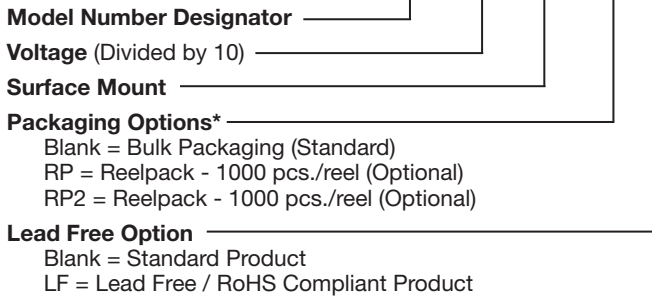 Model Number Designator
Voltage (Divided by 10)
Surface Mount
Packaging Options*
Blank = Bulk Packaging (Standard)
RP = Reelpack - 1000 pcs./reel (Optional)
RP2 = Reelpack - 1000 pcs./reel (Optional)
Lead Free Option
Blank = Standard Product
LF = Lead Free / RoHS Compliant Product